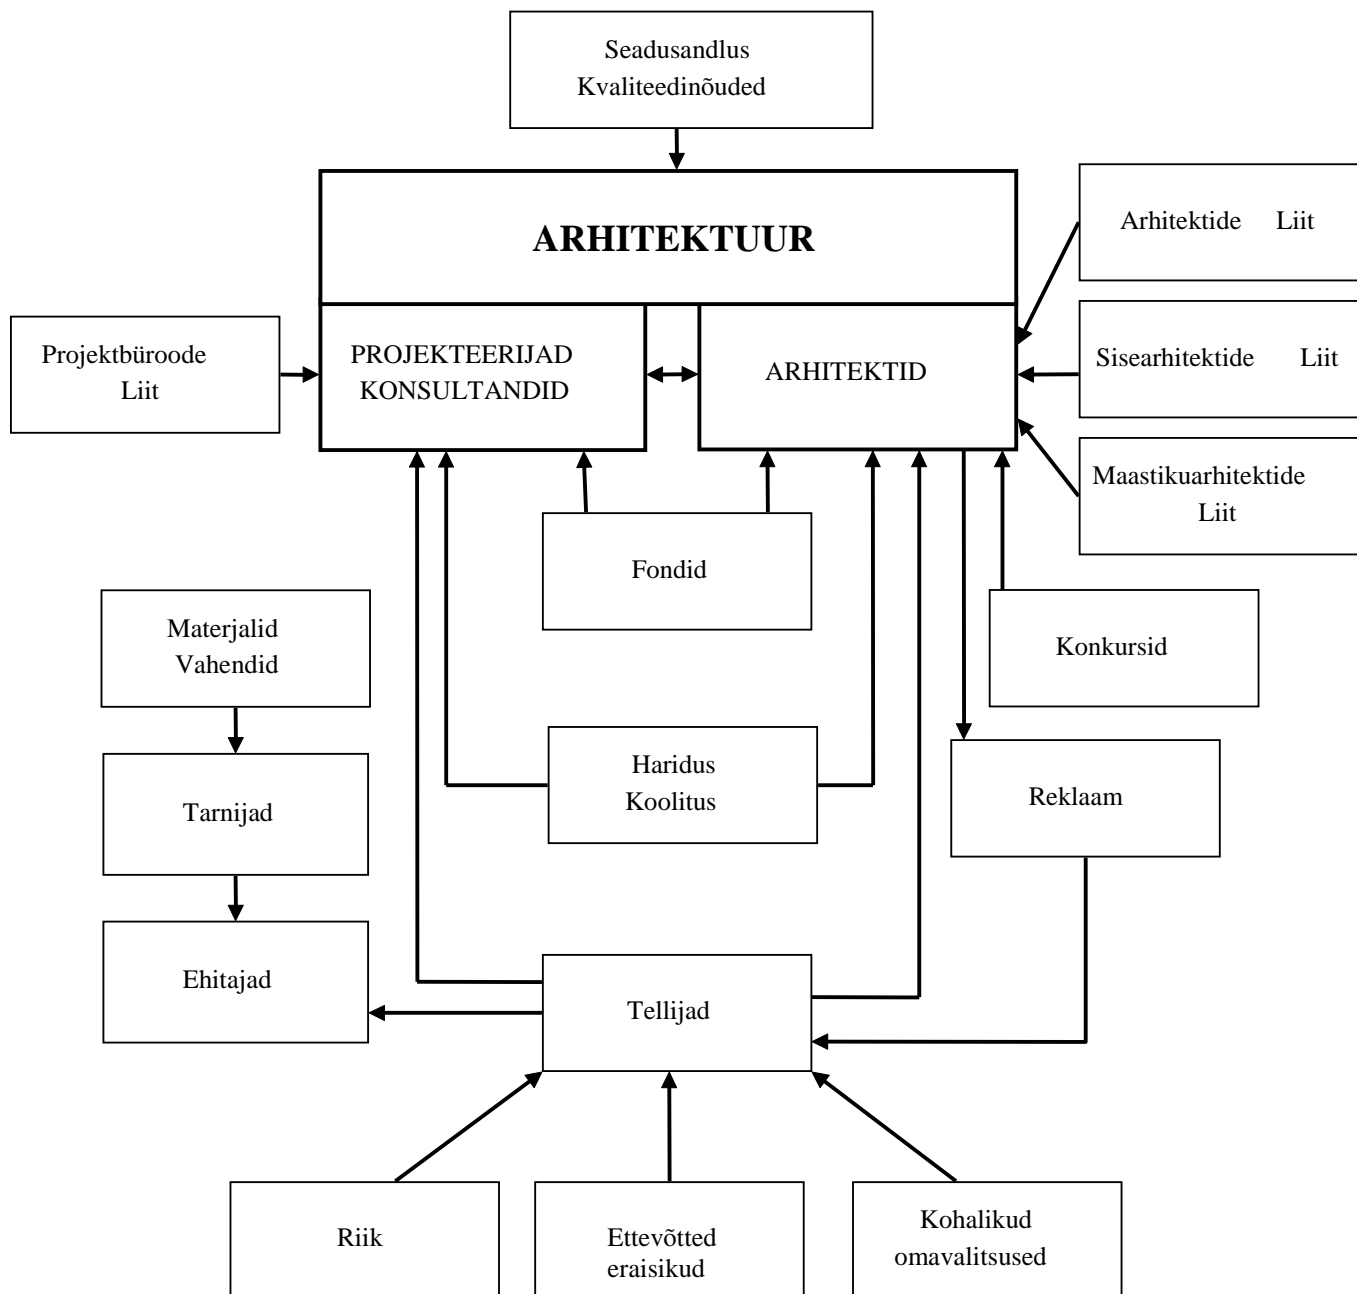 Seadusandlus
Kvaliteedinõuded
ARHITEKTUUR
Arhitektide Liit
Projektbüroode
Liit
PROJEKTEERIJAD
KONSULTANDID
ARHITEKTID
Sisearhitektide Liit
Maastikuarhitektide
Liit
Fondid
Materjalid
Vahendid
Konkursid
Tarnijad
Haridus
Koolitus
Reklaam
Ehitajad
Tellijad
Riik
Ettevõtted
eraisikud
Kohalikud
omavalitsused